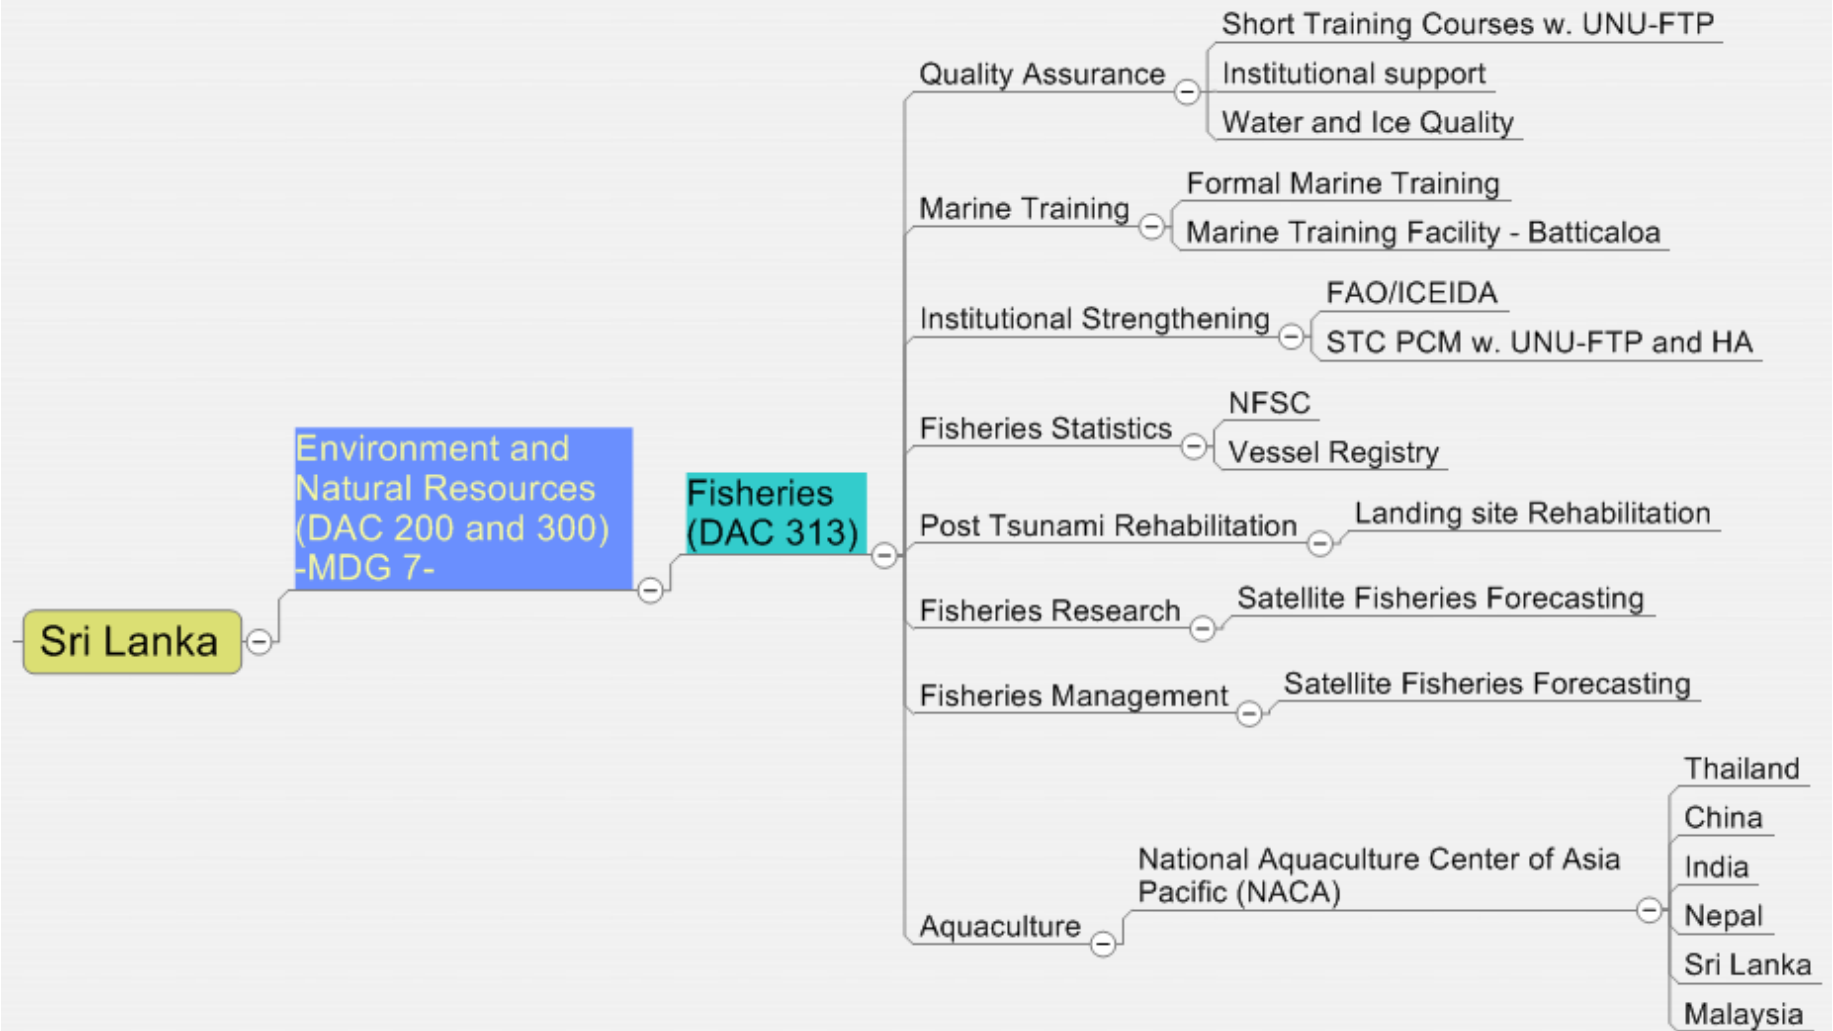 Sri Lanka
Environment and
Natural Resources
(DAC 200 and 300)
-MDG 7-
Fisheries
(DAC 313)
Quality Assurance
Short Training Courses w. UNU-FTP
Institutional support
Water and Ice Quality
Marine Training
Formal Marine Training
Marine Training Facility - Batticaloa
Institutional Strengthening
FAO/ICEIDA
STC PCM w. UNU-FTP and HA
Fisheries Statistics
NFSC
Vessel Registry
Post Tsunami Rehabilitation
Landing site Rehabilitation
Fisheries Research
Satellite Fisheries Forecasting
Fisheries Management
Satellite Fisheries Forecasting
Aquaculture
National Aquaculture Center of Asia
Pacific (NACA)
Thailand
China
India
Nepal
Sri Lanka
Malaysia